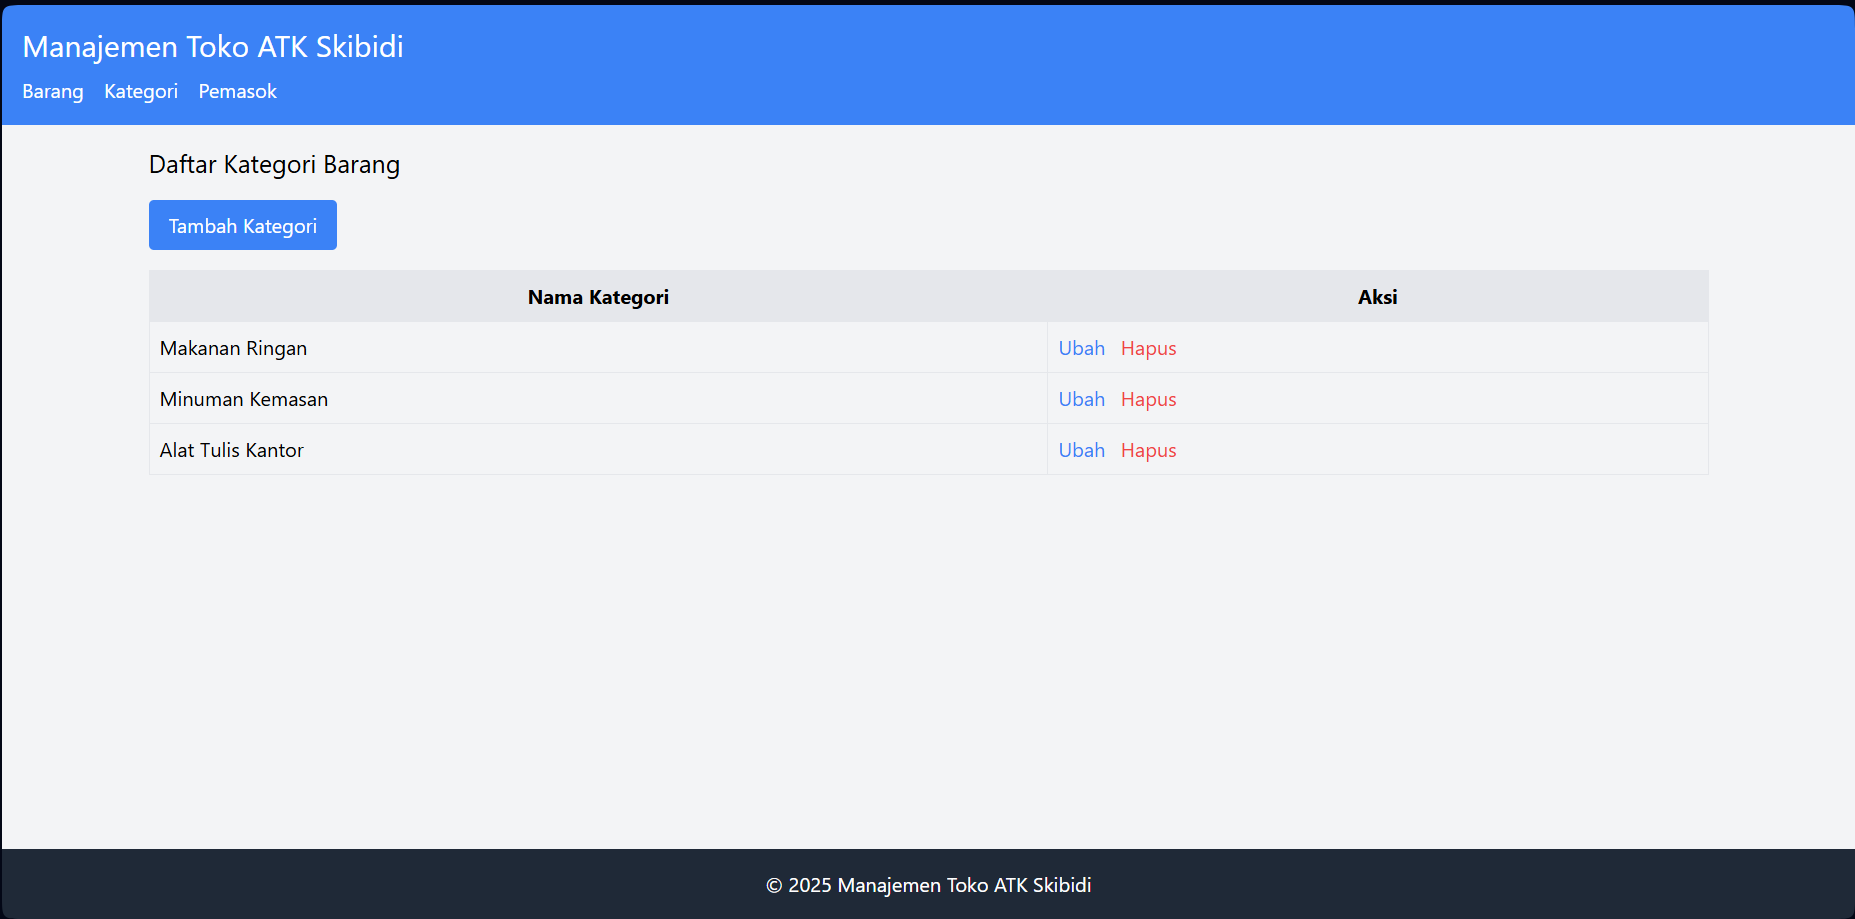 Manajemen Toko ATK Skibidi
Barang Kategori Pemasok
Daftar Kategori Barang
Tambah Kategori
Nama Kategori Aksi
Makanan Ringan Ubah Hapus
Minuman Kemasan Ubah Hapus
Alat Tulis Kantor Ubah Hapus
© 2025 Manajemen Toko ATK Skibidi